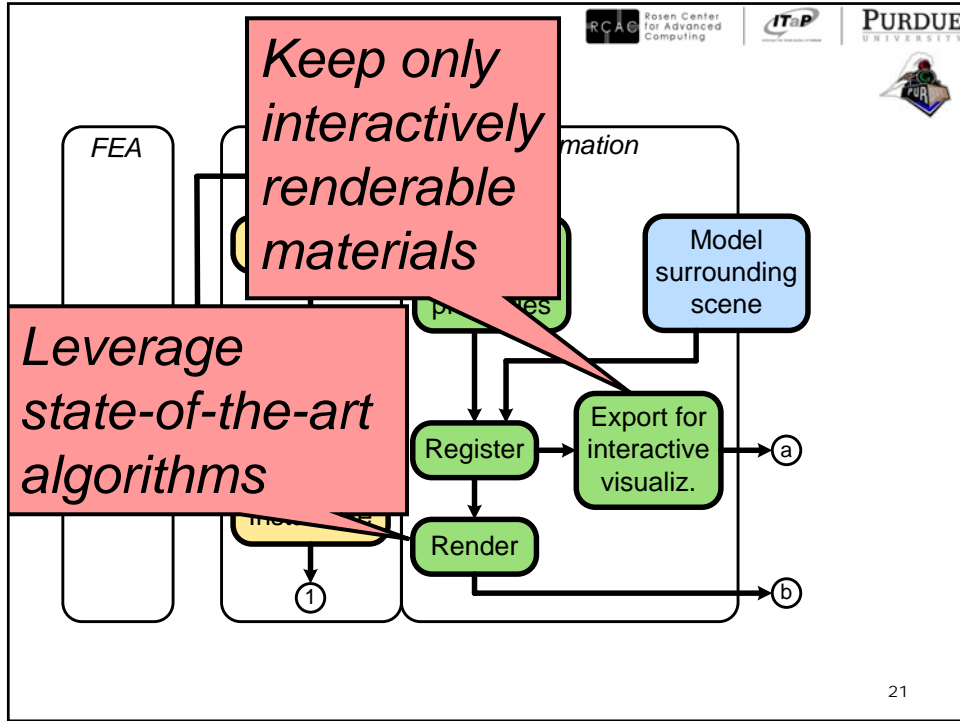 RCAC
Rosen Center
for Advanced
Computing
ITaP
PURDUE
UNIVERSITY
Keep only
interactively
renderable
materials
FEA
mation
Model
surrounding
scene
Leverage
state-of-the-art
algorithms
Register
Export for
interactive
visualiz.
a
Render
1
b
21